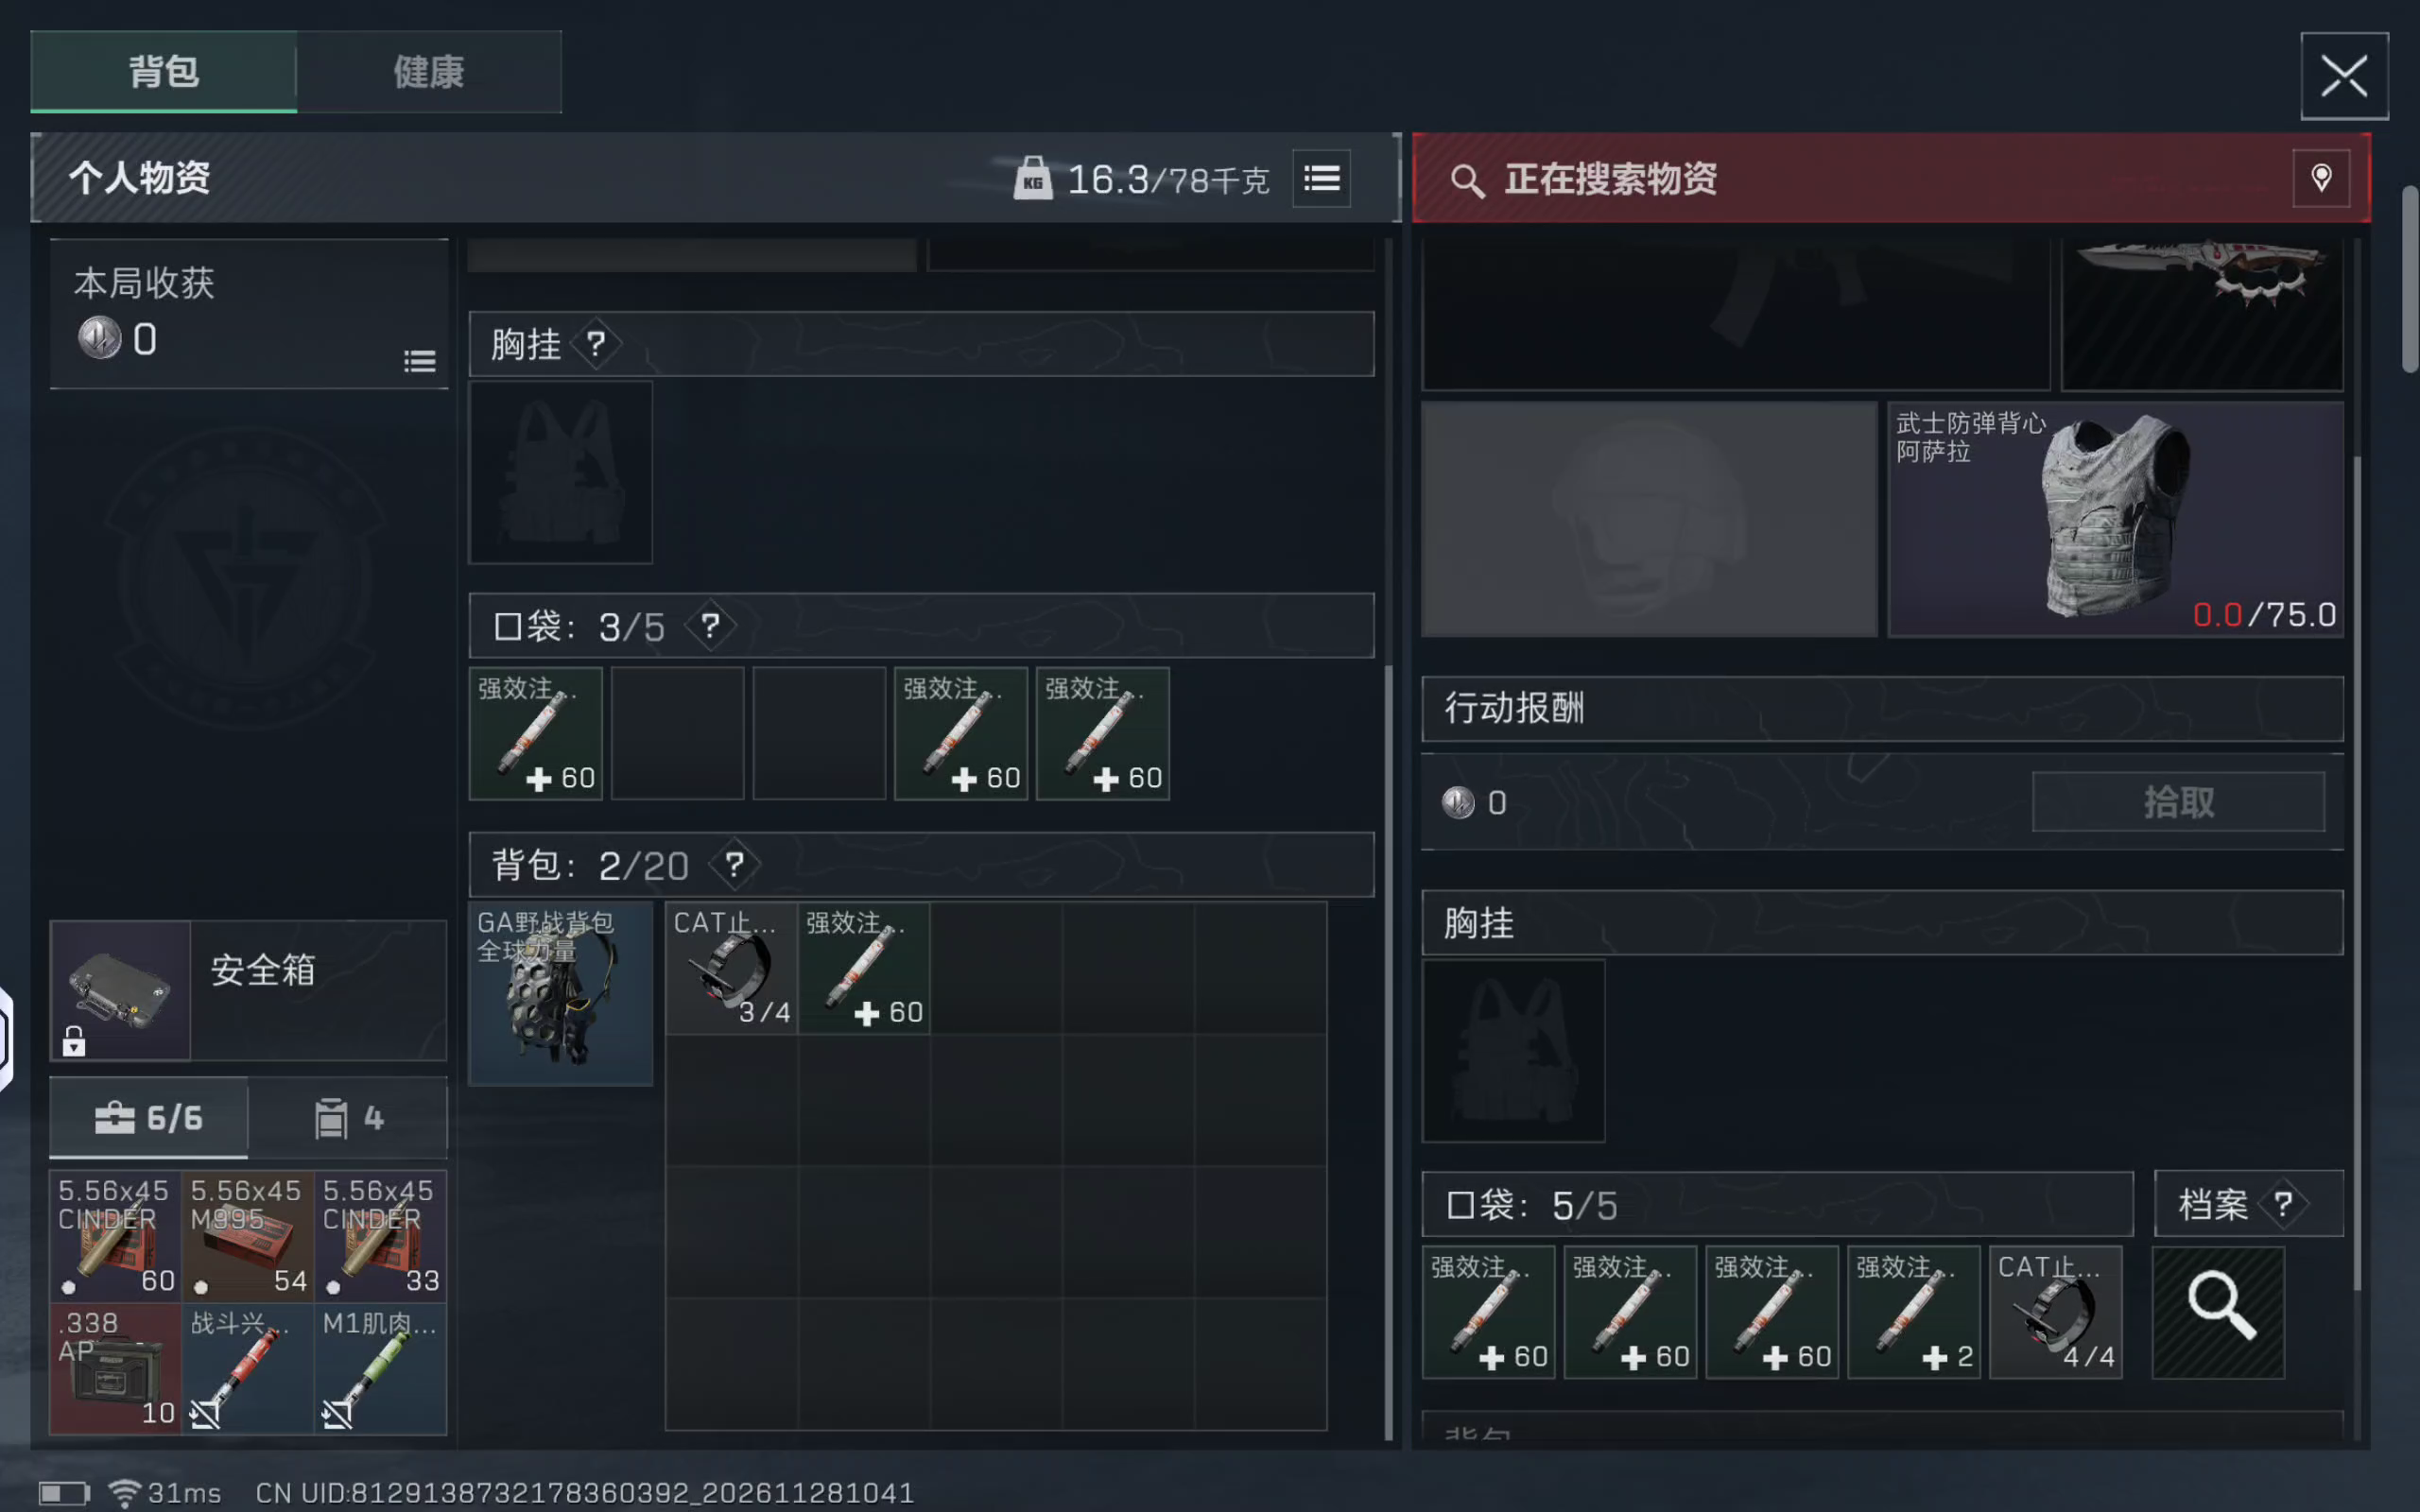 背包
健康
个人物资
KG 16.3/78千克
正在搜索物资
本局收获
0
胸挂 ?
口袋: 3/5 ?
强效注...
60
强效注...
60
强效注...
60
背包: 2/20 ?
GA野战背包
全球力量
CAT止...
3/4
强效注...
60
安全箱
6/6
4
5.56x45
CINDER
60
5.56x45
M995
54
5.56x45
CINDER
33
.338
AP
10
战斗兴...
M1肌肉...
武士防弹背心
阿萨拉
0.0/75.0
行动报酬
0
拾取
胸挂
口袋: 5/5
档案 ?
强效注...
60
强效注...
60
强效注...
60
强效注...
2
CAT止...
4/4
背包
31ms
CN UID:8129138732178360392_202611281041